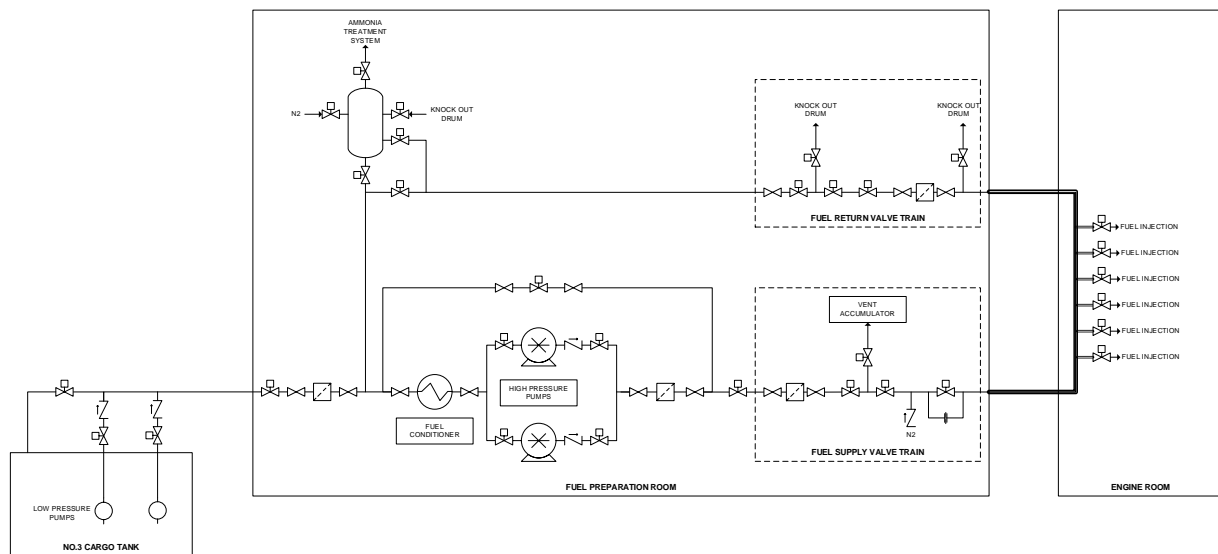 AMMONIA
TREATMENT
SYSTEM
N2
KNOCK OUT
DRUM
KNOCK OUT
DRUM
KNOCK OUT
DRUM
FUEL RETURN VALVE TRAIN
FUEL INJECTION
FUEL INJECTION
FUEL INJECTION
FUEL INJECTION
FUEL INJECTION
FUEL INJECTION
VENT
ACCUMULATOR
HIGH PRESSURE
PUMPS
FUEL
CONDITIONER
N2
FUEL SUPPLY VALVE TRAIN
FUEL PREPARATION ROOM
ENGINE ROOM
LOW PRESSURE
PUMPS
NO.3 CARGO TANK